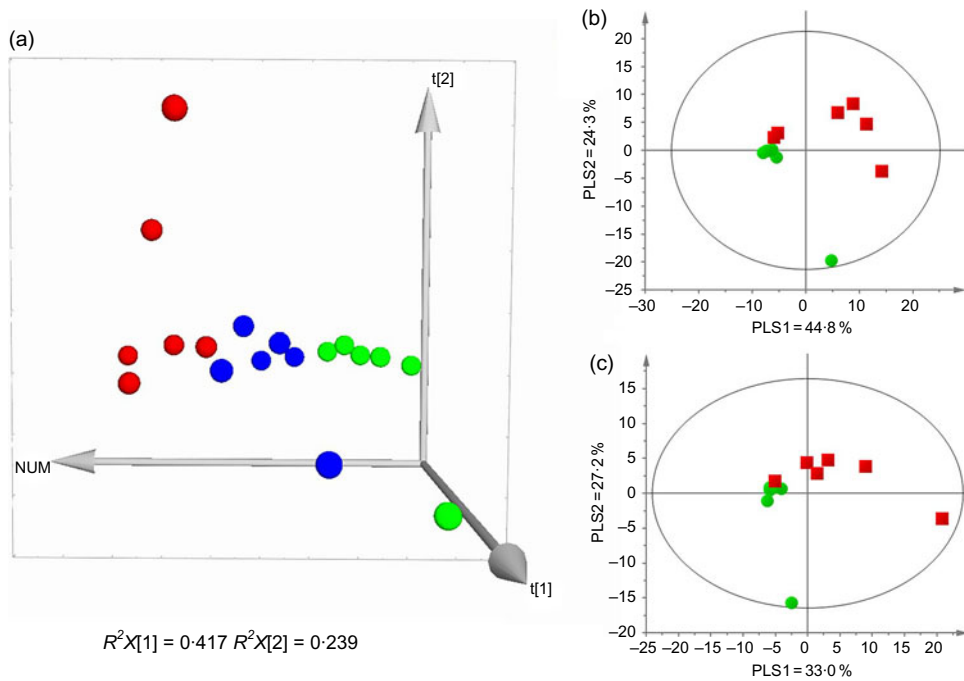 (a)
t[2]
NUM
t[1]
R²X[1] = 0·417 R²X[2] = 0·239
(b)
PLS2 = 24·3 %
20
15
10
5
0
–5
–10
–15
–20
–25
–30 –20 –10 0 10 20
PLS1 = 44·8 %
(c)
PLS2 = 27·2 %
15
10
5
0
–5
–10
–15
–20
–25 –20 –15 –10 –5 0 5 10 15 20
PLS1 = 33·0 %